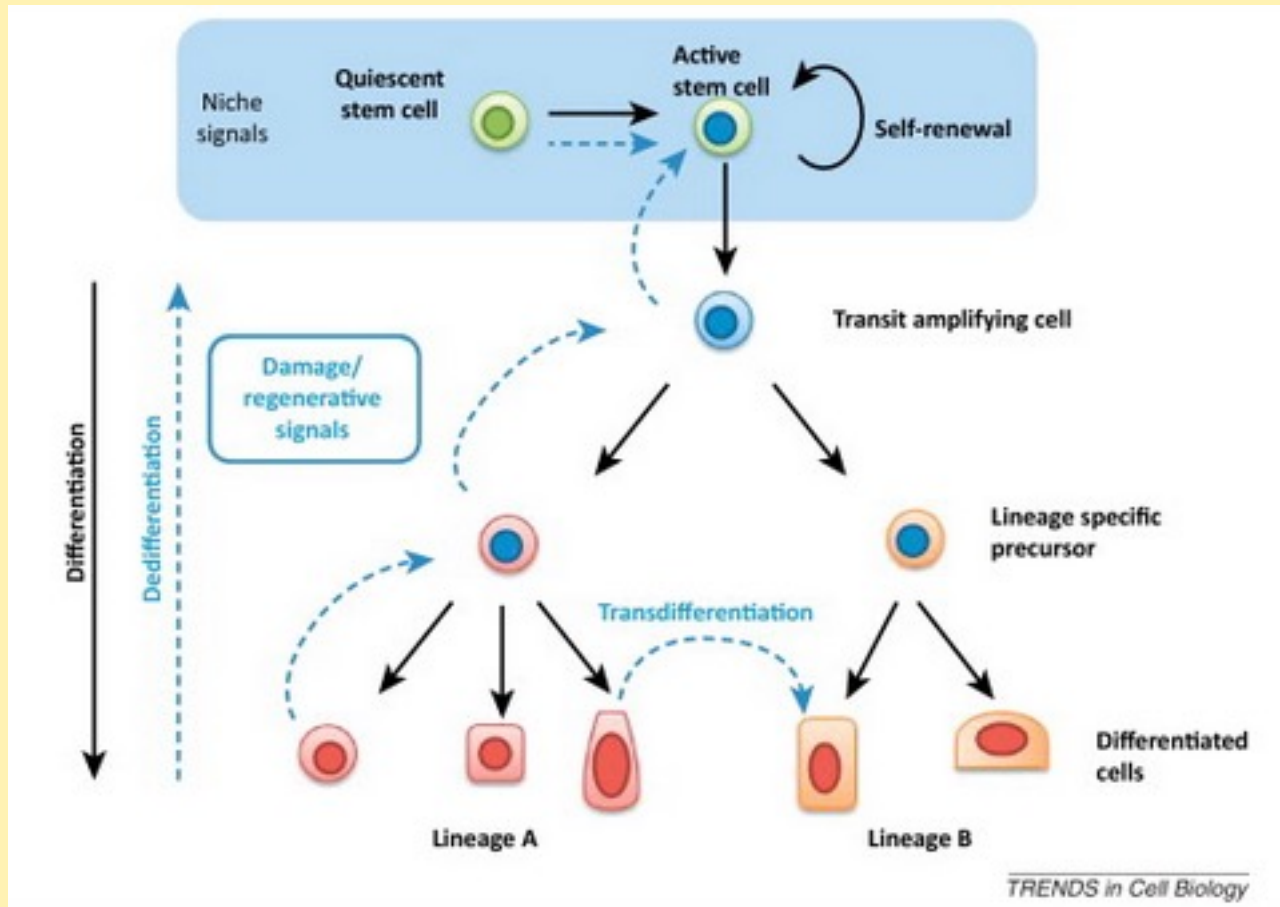 Niche
signals
Quiescent
stem cell
Active
stem cell
Self-renewal
Transit amplifying cell
Differentiation
Dedifferentiation
Damage/
regenerative
signals
Lineage specific
precursor
Transdifferentiation
Differentiated
cells
Lineage A
Lineage B
TRENDS in Cell Biology